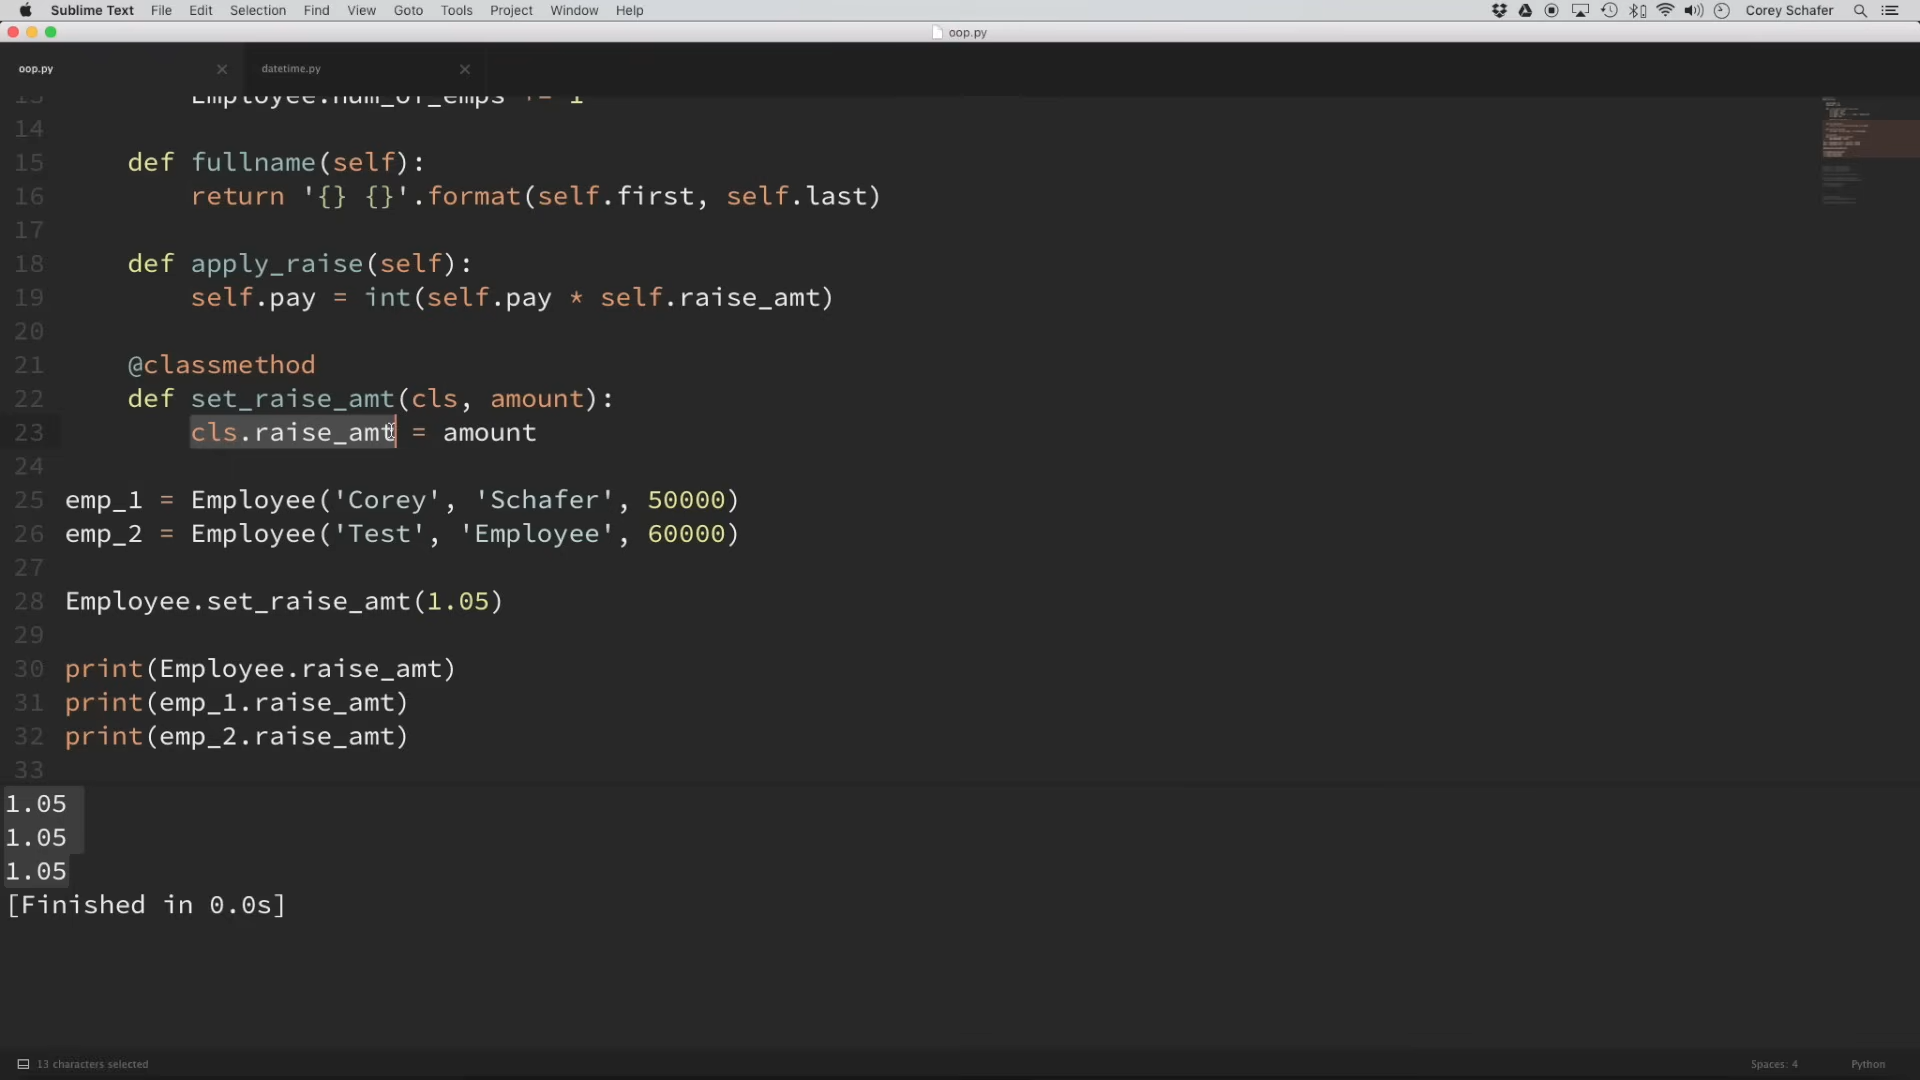 Sublime Text File Edit Selection Find View Goto Tools Project Window Help Corey Schafer
oop.py
oop.py datetime.py
13 Employee.num_of_emps += 1
14
15 def fullname(self):
16 return '{} {}'.format(self.first, self.last)
17
18 def apply_raise(self):
19 self.pay = int(self.pay * self.raise_amt)
20
21 @classmethod
22 def set_raise_amt(cls, amount):
23 cls.raise_amt = amount
24
25 emp_1 = Employee('Corey', 'Schafer', 50000)
26 emp_2 = Employee('Test', 'Employee', 60000)
27
28 Employee.set_raise_amt(1.05)
29
30 print(Employee.raise_amt)
31 print(emp_1.raise_amt)
32 print(emp_2.raise_amt)
33
1.05
1.05
1.05
[Finished in 0.0s]
13 characters selected Spaces: 4 Python